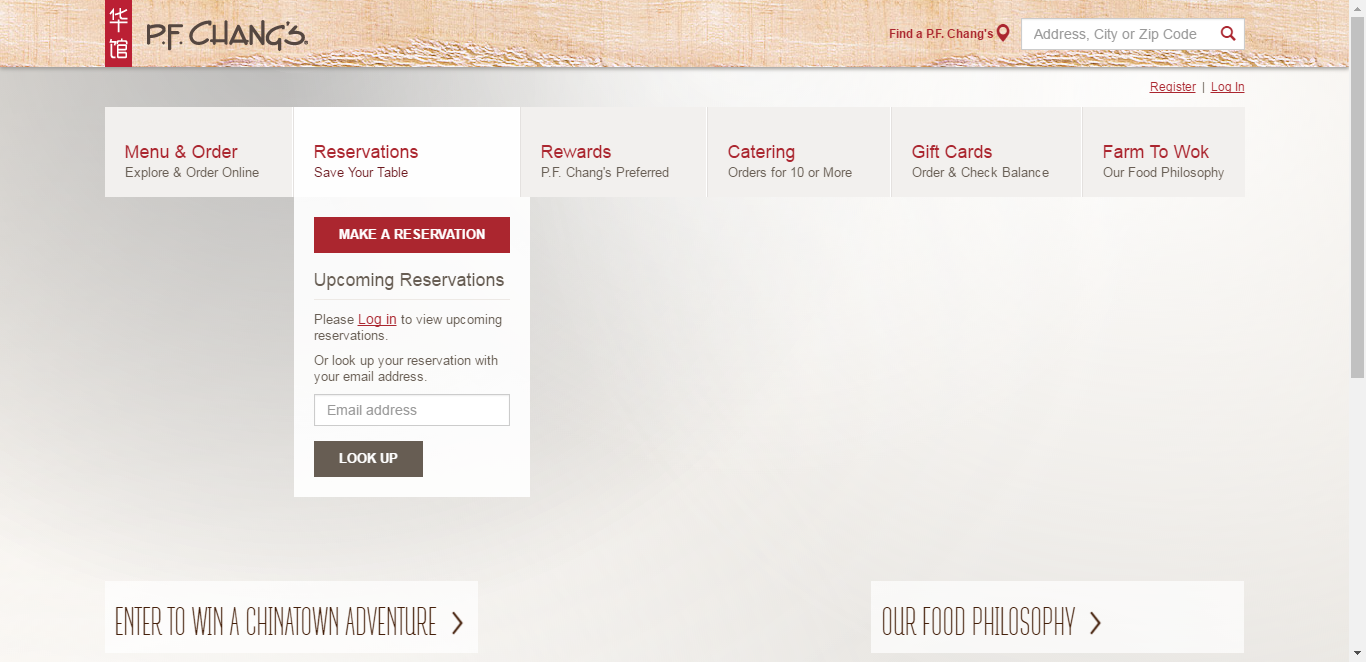 华
馆
P.F. CHANG'S.
Find a P.F. Chang's
Address, City or Zip Code
Register | Log In
Menu & Order
Explore & Order Online
Reservations
Save Your Table
Rewards
P.F. Chang's Preferred
Catering
Orders for 10 or More
Gift Cards
Order & Check Balance
Farm To Wok
Our Food Philosophy
MAKE A RESERVATION
Upcoming Reservations
Please Log in to view upcoming
reservations.
Or look up your reservation with
your email address.
Email address
LOOK UP
ENTER TO WIN A CHINATOWN ADVENTURE
OUR FOOD PHILOSOPHY